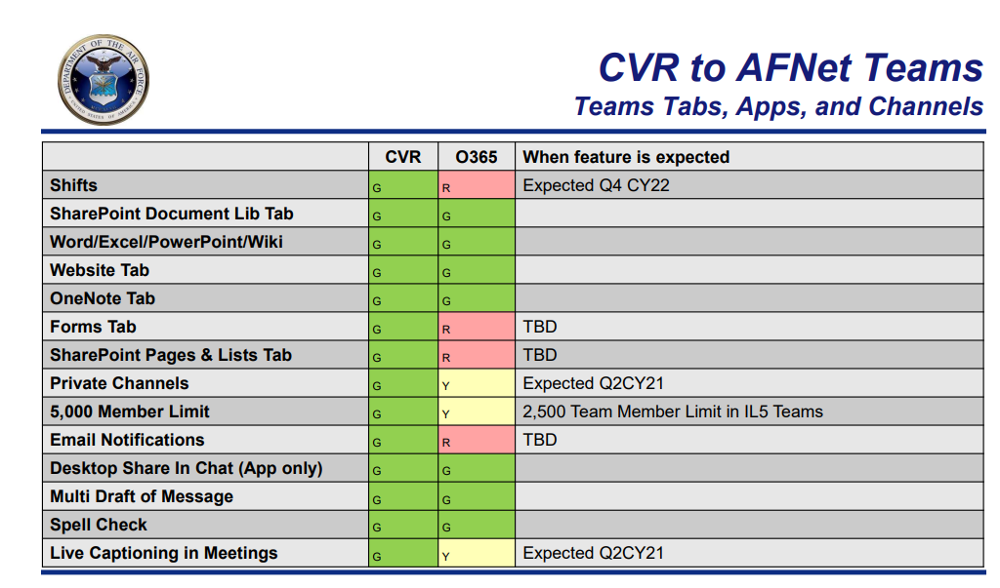 DEPARTMENT OF THE AIR FORCE
UNITED STATES OF AMERICA
CVR to AFNet Teams
Teams Tabs, Apps, and Channels
CVR O365 When feature is expected
Shifts G R Expected Q4 CY22
SharePoint Document Lib Tab G G
Word/Excel/PowerPoint/Wiki G G
Website Tab G G
OneNote Tab G G
Forms Tab G R TBD
SharePoint Pages & Lists Tab G R TBD
Private Channels G Y Expected Q2CY21
5,000 Member Limit G Y 2,500 Team Member Limit in IL5 Teams
Email Notifications G R TBD
Desktop Share In Chat (App only) G G
Multi Draft of Message G G
Spell Check G G
Live Captioning in Meetings G Y Expected Q2CY21